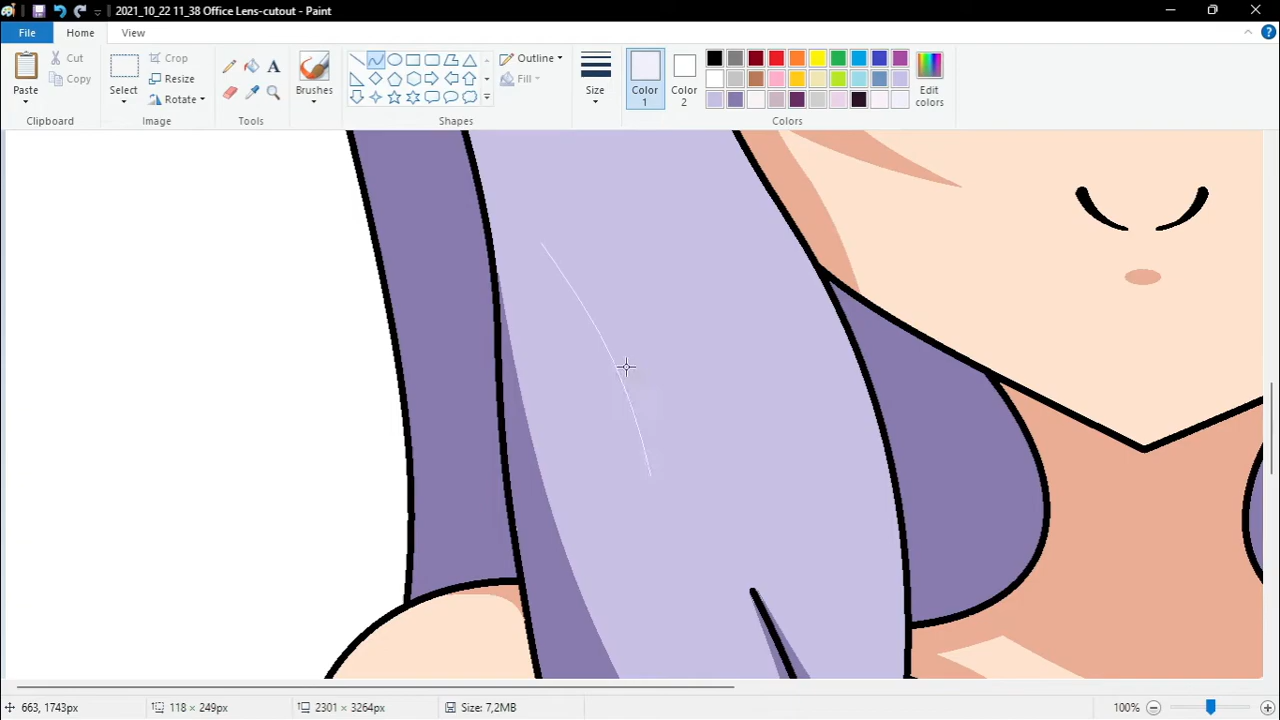 2021_10_22 11_38 Office Lens-cutout - Paint
File Home View
Paste
Cut
Copy
Clipboard
Select
Crop
Resize
Rotate
Image
A
Tools
Brushes
Outline
Fill
Shapes
Size
Color 1
Color 2
Edit colors
Colors
663, 1743px
118 × 249px
2301 × 3264px
Size: 7,2MB
100%